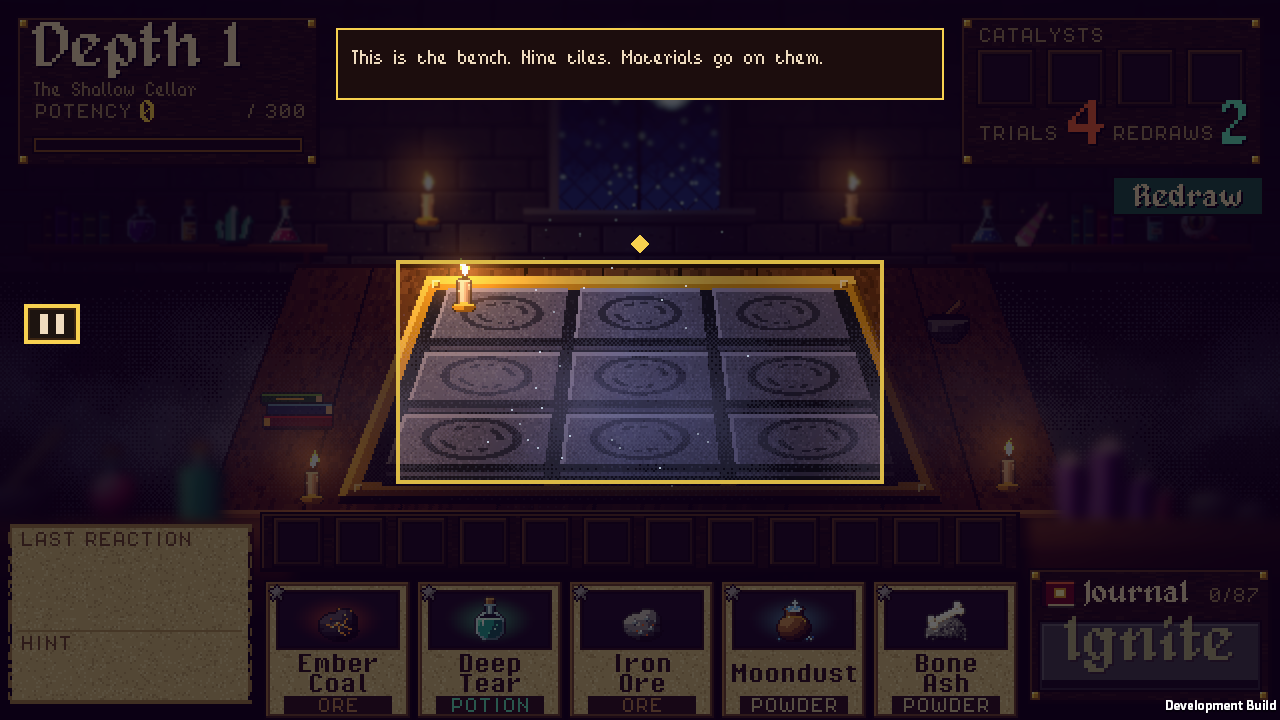 Depth 1
The Shallow Cellar
POTENCY 0 / 300
This is the bench. Nine tiles. Materials go on them.
CATALYSTS
TRIALS 4 REDRAWS 2
Redraw
LAST REACTION
HINT
Ember
Coal
ORE
Deep
Tear
POTION
Iron
Ore
ORE
Moondust
POWDER
Bone
Ash
POWDER
Journal 0/87
Ignite
Development Build